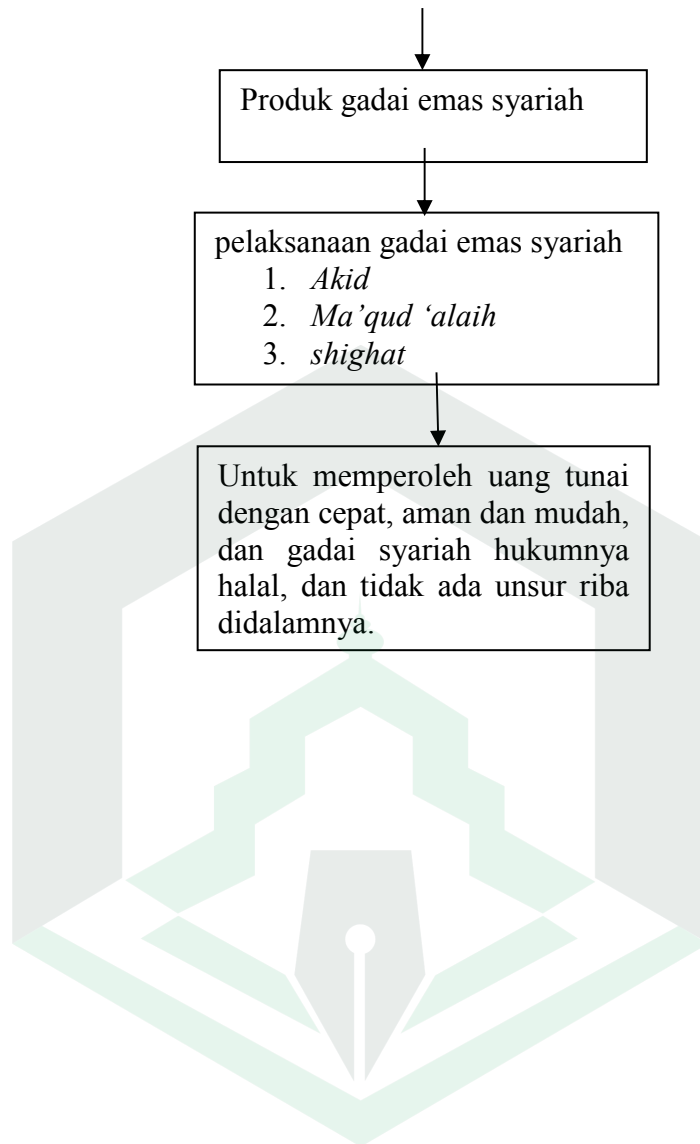 Produk gadai emas syariah
pelaksanaan gadai emas syariah
1. Akid
2. Ma’qud ‘alaih
3. shighat
Untuk memperoleh uang tunai
dengan cepat, aman dan mudah,
dan gadai syariah hukumnya
halal, dan tidak ada unsur riba
didalamnya.